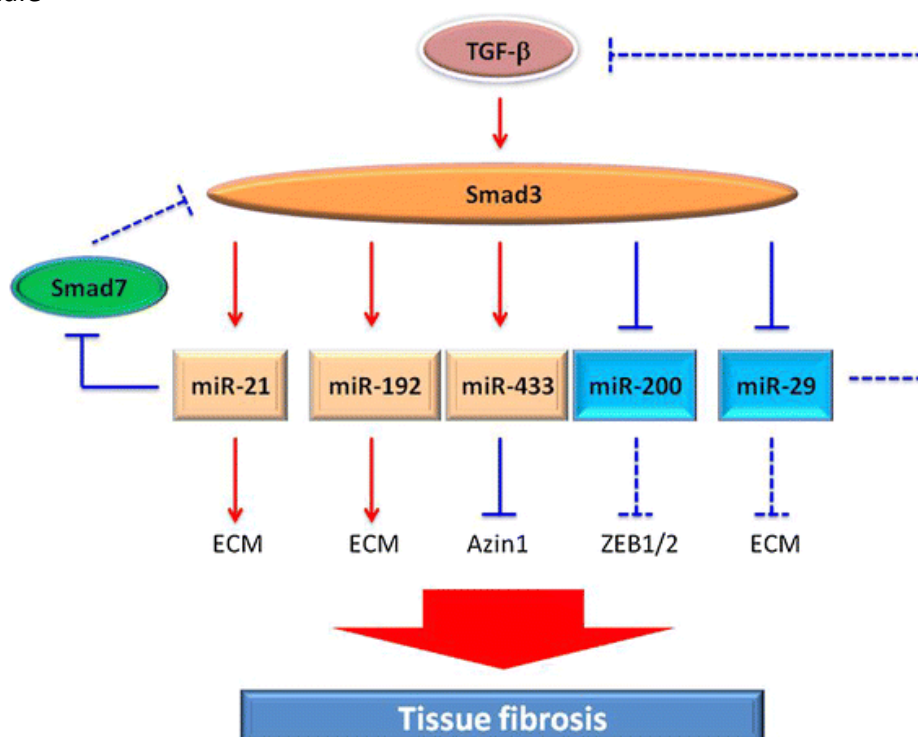 TGF-β
Smad3
Smad7
miR-21
miR-192
miR-433
miR-200
miR-29
ECM
ECM
Azin1
ZEB1/2
ECM
Tissue fibrosis